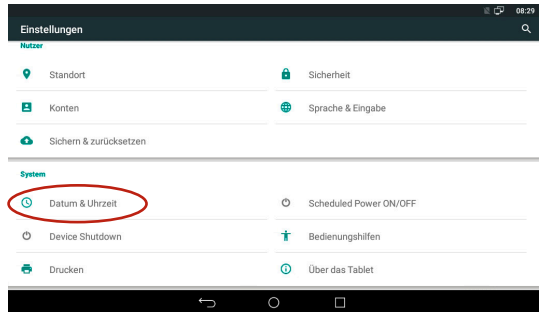 08:29
Einstellungen
Nutzer
Standort
Sicherheit
Konten
Sprache & Eingabe
Sichern & zurücksetzen
System
Datum & Uhrzeit
Scheduled Power ON/OFF
Device Shutdown
Bedienungshilfen
Drucken
Über das Tablet